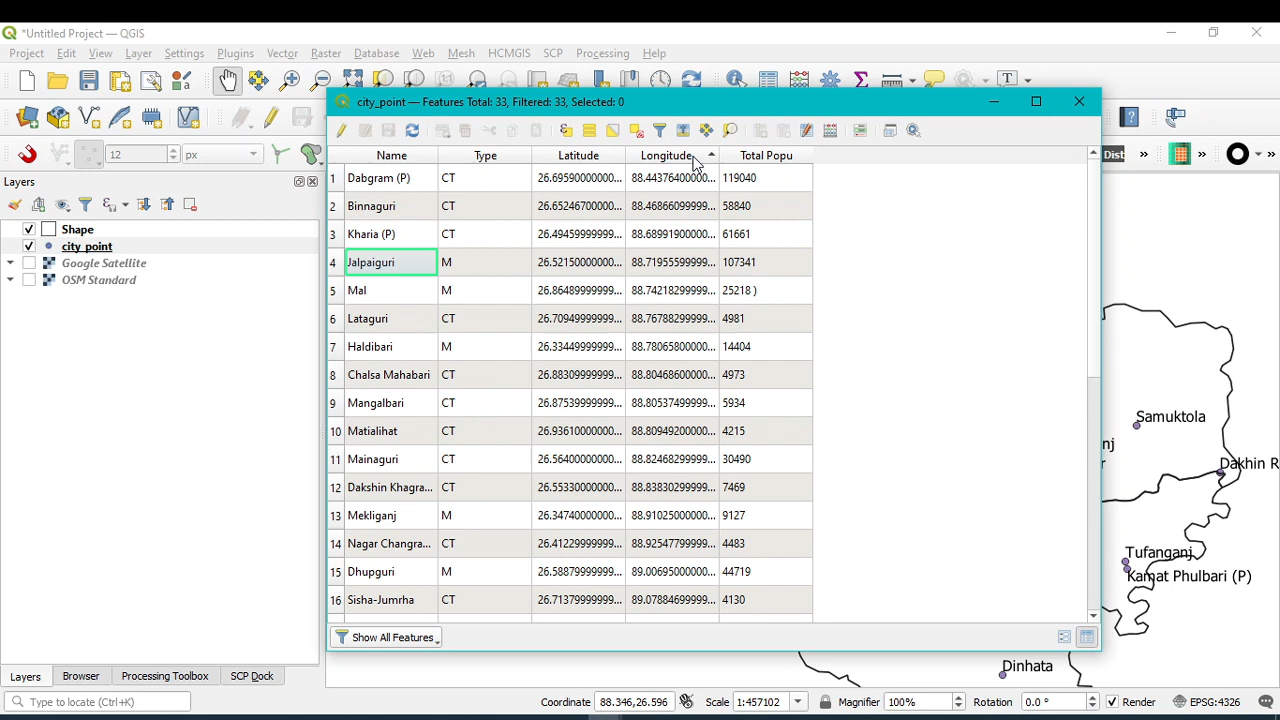 *Untitled Project — QGIS
Project Edit View Layer Settings Plugins Vector Raster Database Web Mesh HCMGIS SCP Processing Help
city_point — Features Total: 33, Filtered: 33, Selected: 0
12 px
Dist
Name Type Latitude Longitude Total Popu
1 Dabgram (P) CT 26.69590000000... 88.44376400000... 119040
2 Binnaguri CT 26.65246700000... 88.46866099999... 58840
3 Kharia (P) CT 26.49459999999... 88.68991900000... 61661
4 Jalpaiguri M 26.52150000000... 88.71955599999... 107341
5 Mal M 26.86489999999... 88.74218299999... 25218 )
6 Lataguri CT 26.70949999999... 88.76788299999... 4981
7 Haldibari M 26.33449999999... 88.78065800000... 14404
8 Chalsa Mahabari CT 26.88309999999... 88.80468600000... 4973
9 Mangalbari CT 26.87539999999... 88.80537499999... 5934
10 Matialihat CT 26.93610000000... 88.80949200000... 4215
11 Mainaguri CT 26.56400000000... 88.82468299999... 30490
12 Dakshin Khagra... CT 26.55330000000... 88.83830299999... 7469
13 Mekliganj M 26.34740000000... 88.91025000000... 9127
14 Nagar Changra... CT 26.41229999999... 88.92547799999... 4483
15 Dhupguri M 26.58879999999... 89.00695000000... 44719
16 Sisha-Jumrha CT 26.71379999999... 89.07884699999... 4130
Show All Features
Layers
Shape
city_point
Google Satellite
OSM Standard
Samuktola
nj
Dakhin R
Tufanganj
Kamat Phulbari (P)
Dinhata
Layers Browser Processing Toolbox SCP Dock
Type to locate (Ctrl+K) Coordinate 88.346,26.596 Scale 1:457102 Magnifier 100% Rotation 0.0 ° Render EPSG:4326